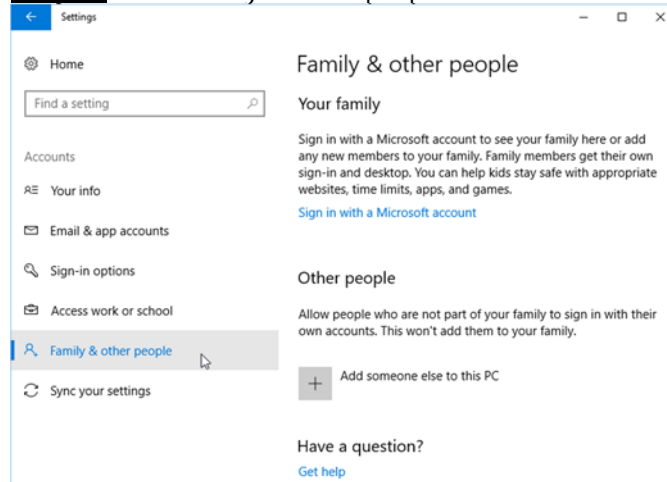 Settings
Home
Find a setting
Accounts
Your info
Email & app accounts
Sign-in options
Access work or school
Family & other people
Sync your settings
Family & other people
Your family
Sign in with a Microsoft account to see your family here or add
any new members to your family. Family members get their own
sign-in and desktop. You can help kids stay safe with appropriate
websites, time limits, apps, and games.
Sign in with a Microsoft account
Other people
Allow people who are not part of your family to sign in with their
own accounts. This won't add them to your family.
Add someone else to this PC
Have a question?
Get help